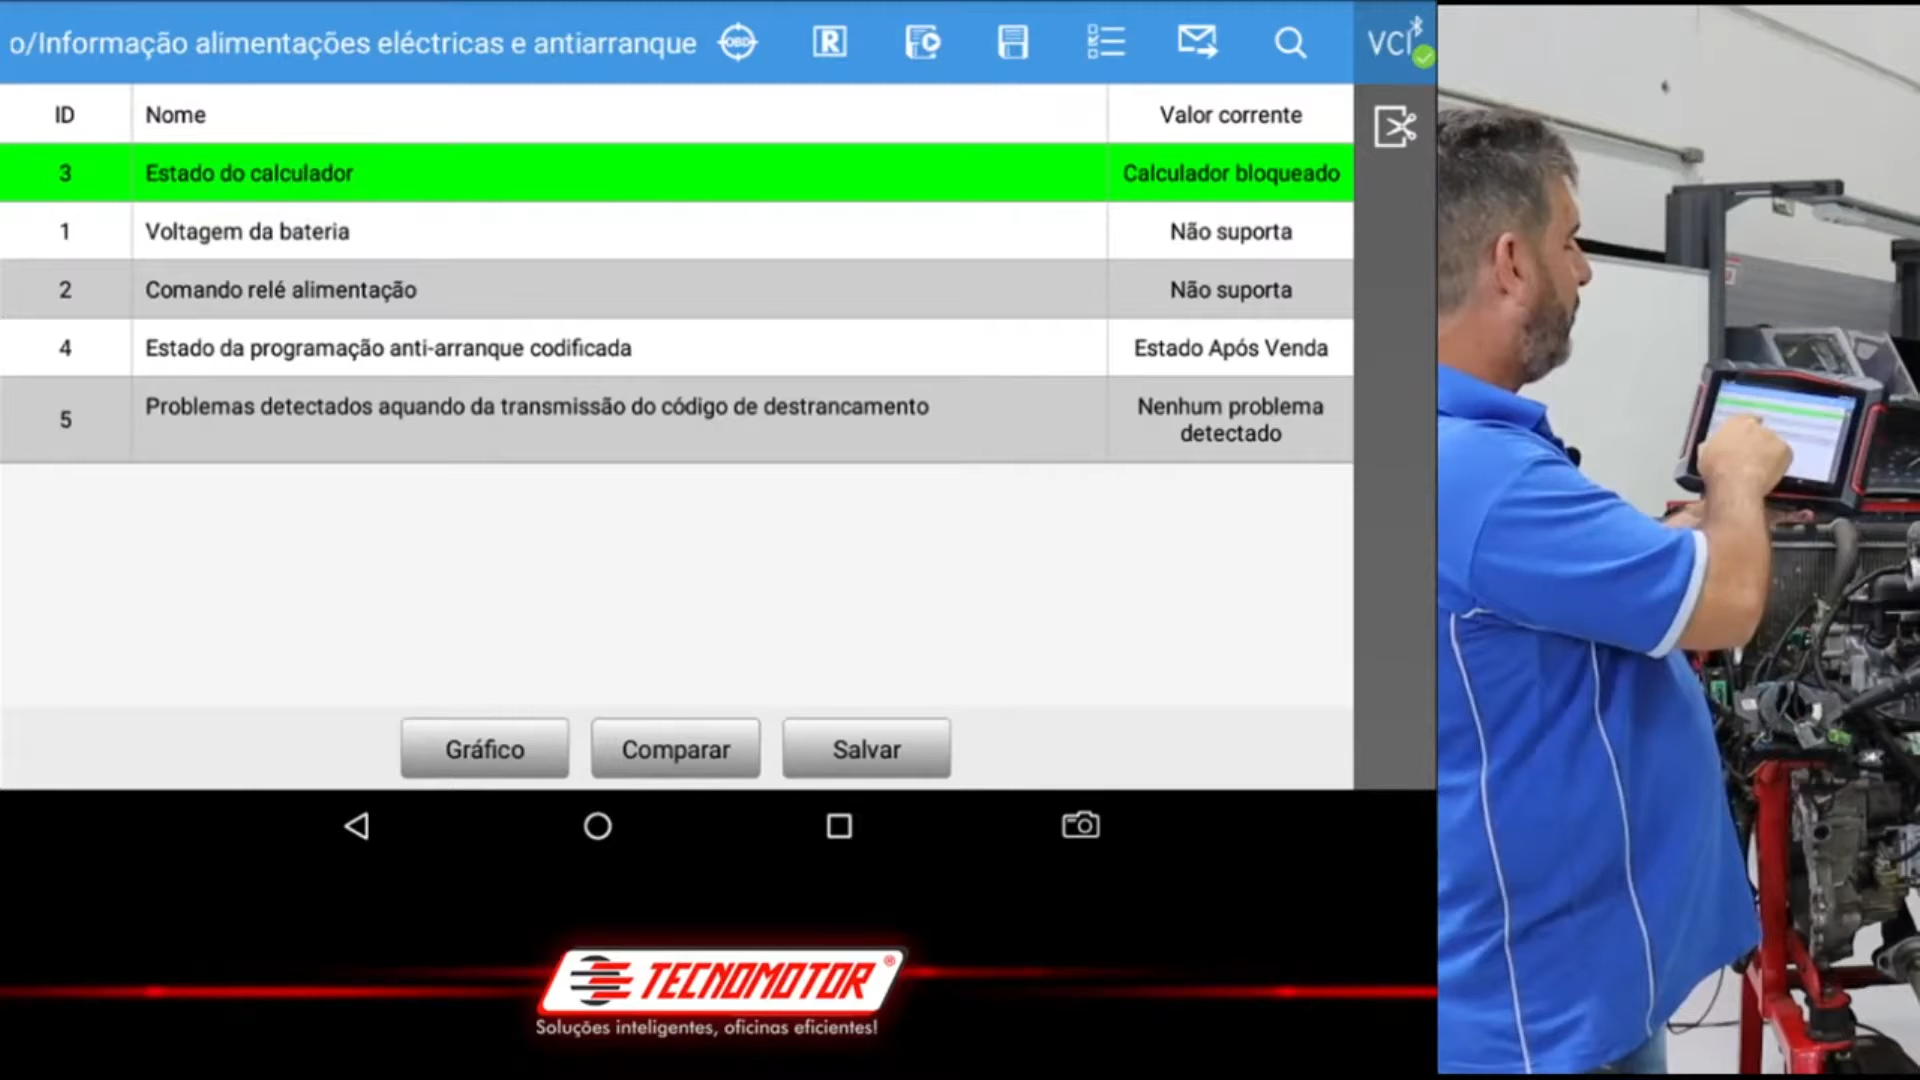 o/Informação alimentações eléctricas e antiarranque OBD R VCI
ID Nome Valor corrente
3 Estado do calculador Calculador bloqueado
1 Voltagem da bateria Não suporta
2 Comando relé alimentação Não suporta
4 Estado da programação anti-arranque codificada Estado Após Venda
5 Problemas detectados aquando da transmissão do código de destrancamento Nenhum problema
detectado
Gráfico Comparar Salvar
TECNOMOTOR®
Soluções inteligentes, oficinas eficientes!